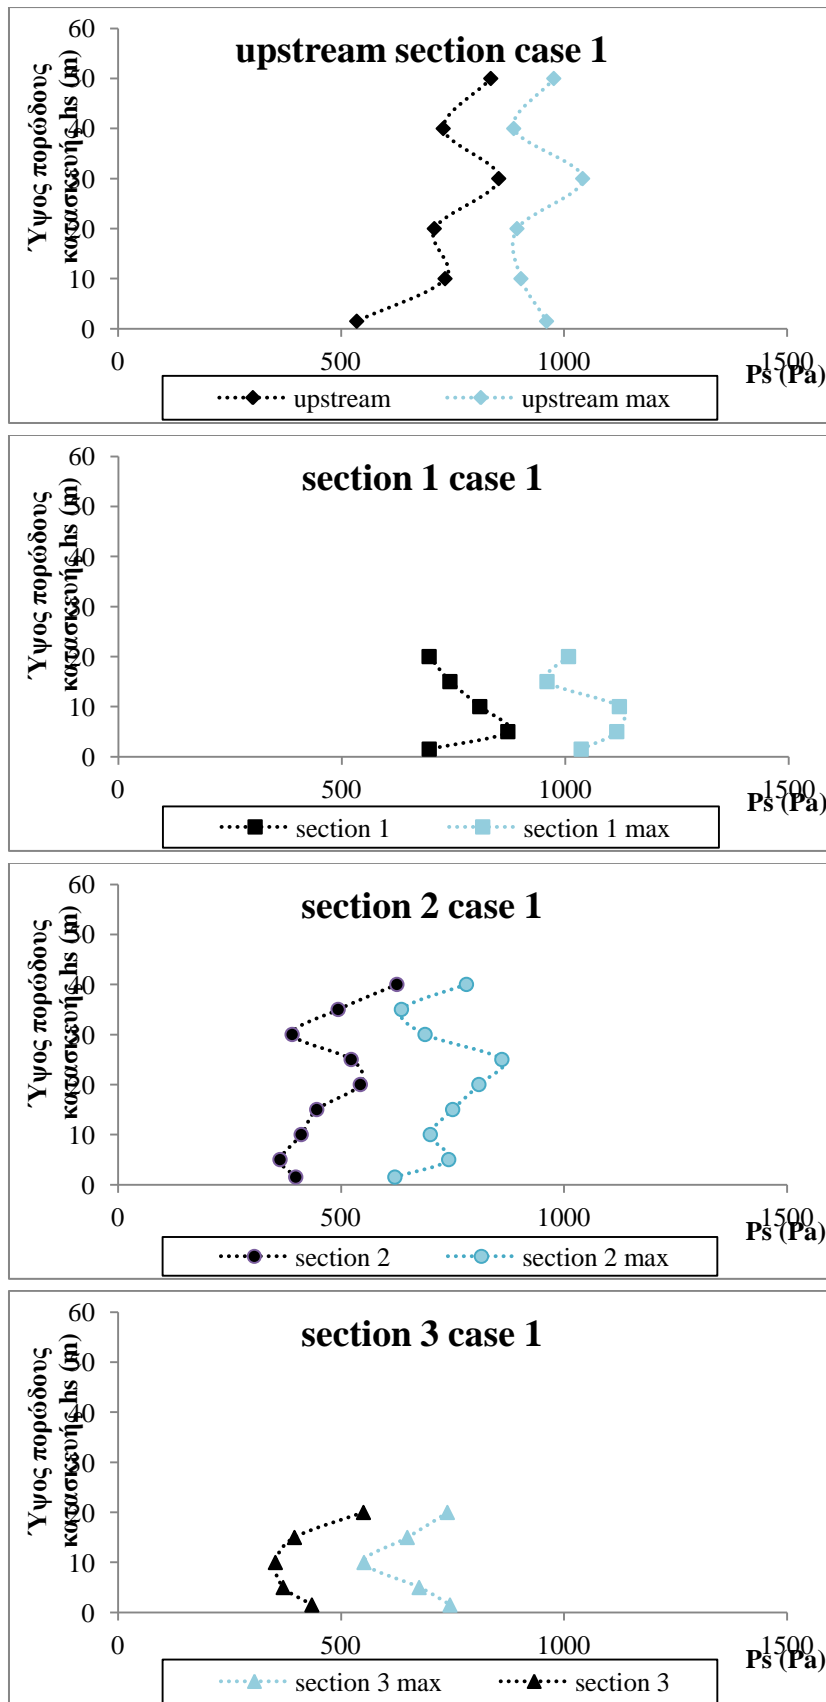 upstream section case 1
Ύψος πορώδους
κατασκευής hs (m)
60
50
40
30
20
10
0
0 500 1000 1500
Ps (Pa)
upstream upstream max
section 1 case 1
Ύψος πορώδους
κατασκευής hs (m)
60
50
40
30
20
10
0
0 500 1000 1500
Ps (Pa)
section 1 section 1 max
section 2 case 1
Ύψος πορώδους
κατασκευής hs (m)
60
50
40
30
20
10
0
0 500 1000 1500
Ps (Pa)
section 2 section 2 max
section 3 case 1
Ύψος πορώδους
κατασκευής hs (m)
60
50
40
30
20
10
0
0 500 1000 1500
Ps (Pa)
section 3 max section 3